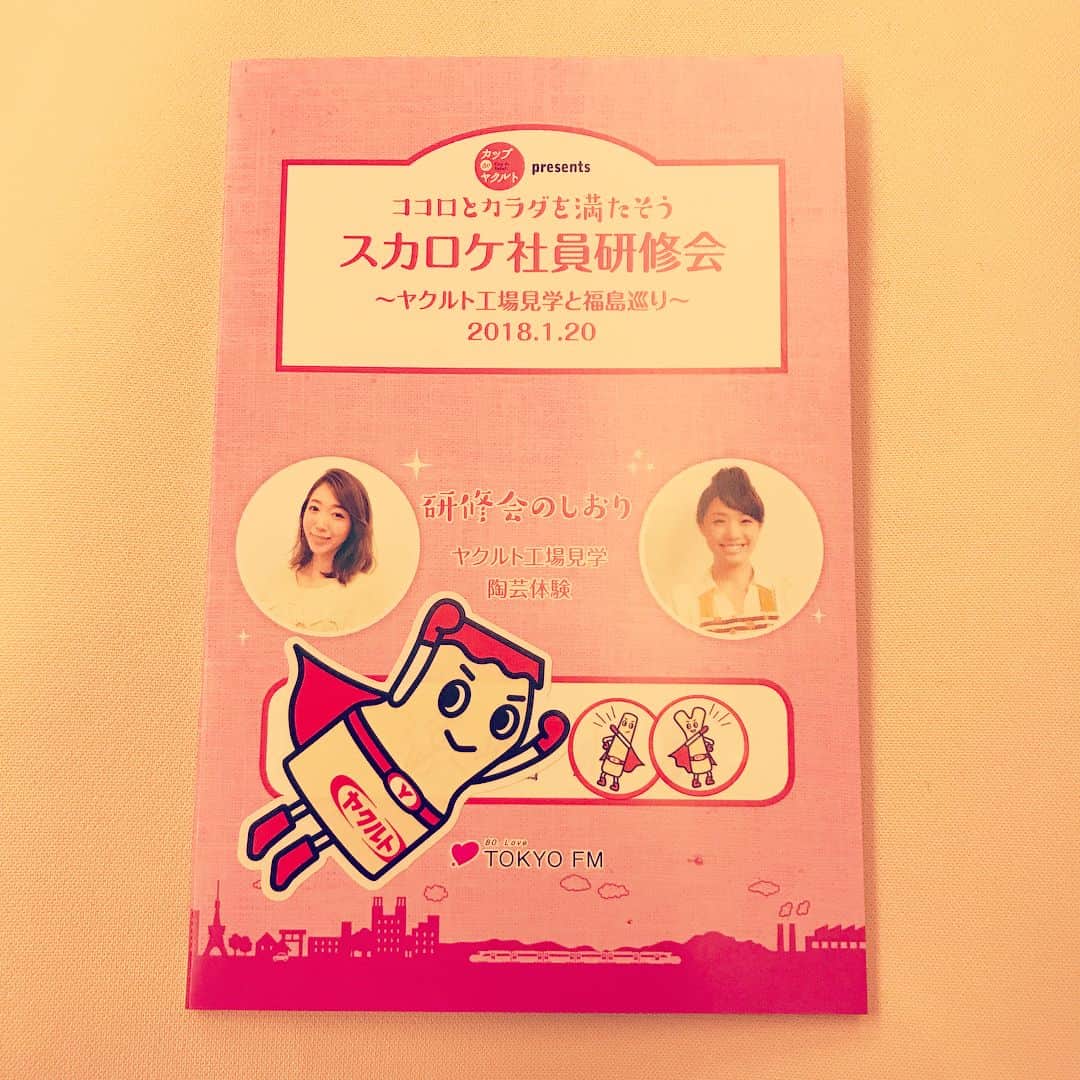 カップ
de
ヤクルト
presents
ココロとカラダを満たそう
スカロケ社員研修会
～ヤクルト工場見学と福島巡り～
2018.1.20
研修会のしおり
ヤクルト工場見学
陶芸体験
Y
ヤクルト
80 Love
TOKYO FM